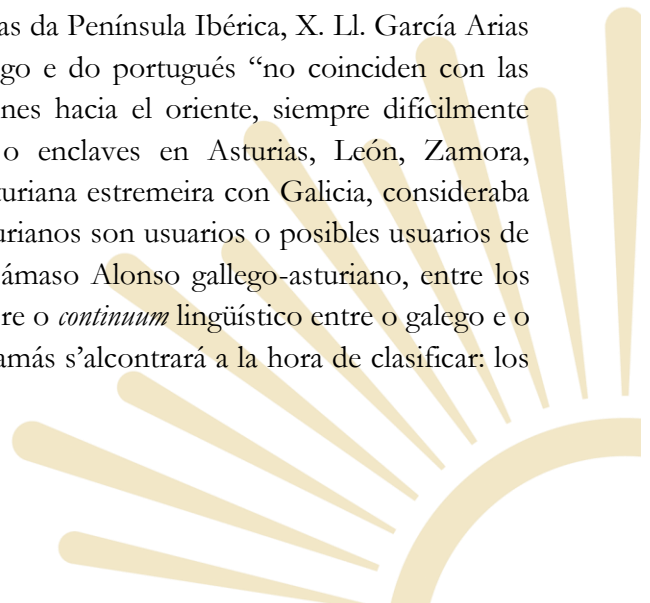 as da Península Ibérica, X. Ll. García Arias
go e do portugués “no coinciden con las
nes hacia el oriente, siempre difícilmente
o enclaves en Asturias, León, Zamora,
turiana estremeira con Galicia, consideraba
urianos son usuarios o posibles usuarios de
ámaso Alonso gallego-asturiano, entre los
re o continuum lingüístico entre o galego e o
amás s’alcontrará a la hora de clasificar: los